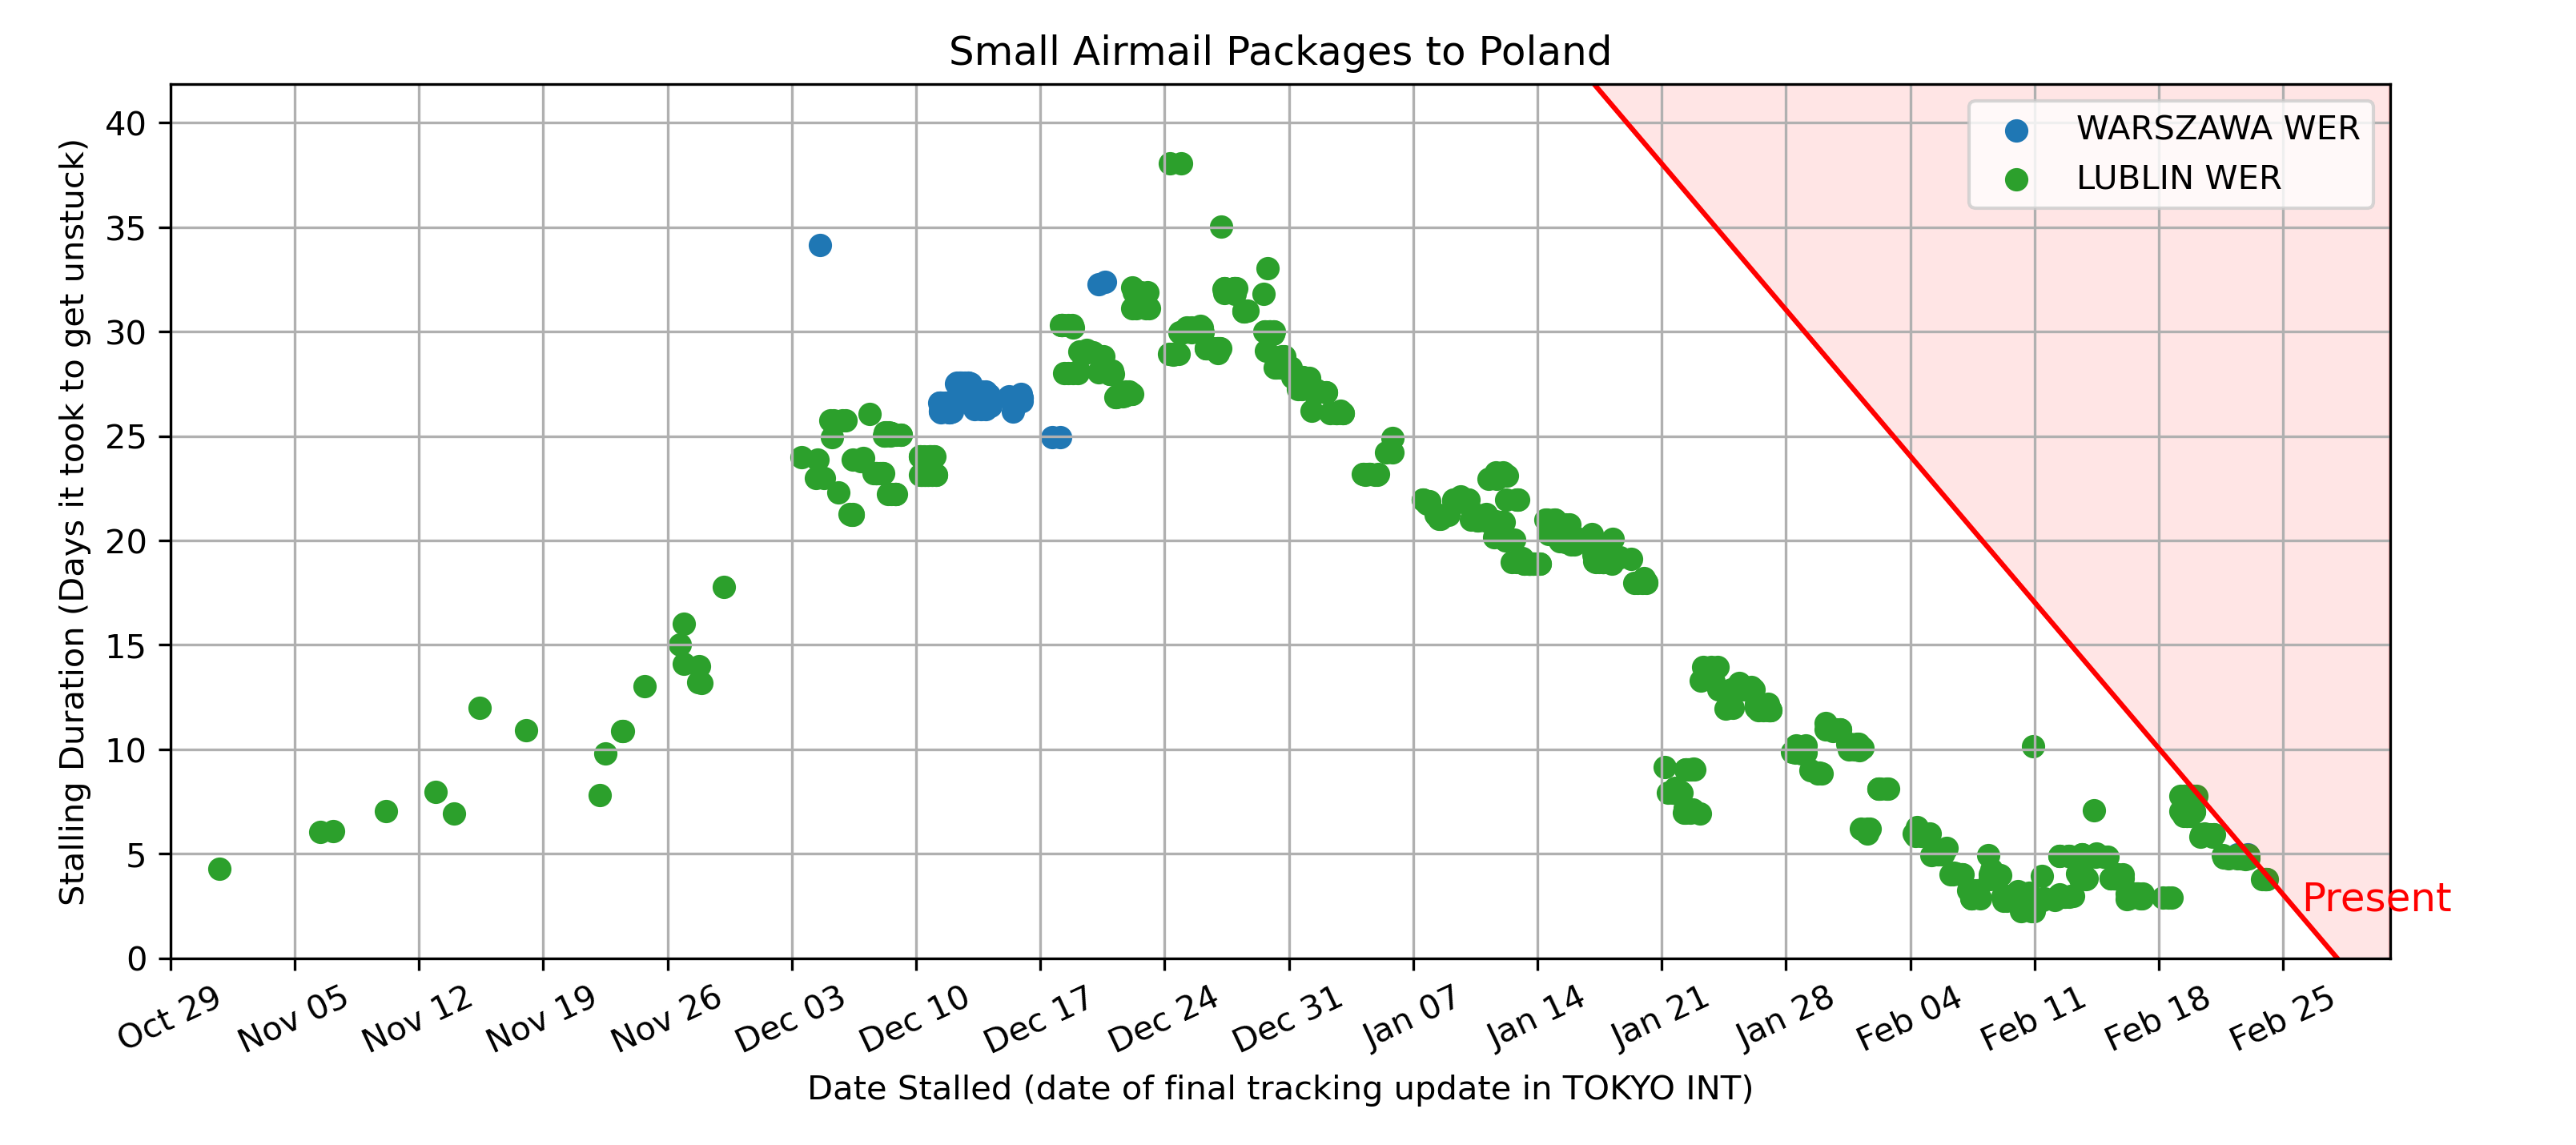 Small Airmail Packages to Poland
Stalling Duration (Days it took to get unstuck)
40
35
30
25
20
15
10
5
0
WARSZAWA WER
LUBLIN WER
Present
Oct 29
Nov 05
Nov 12
Nov 19
Nov 26
Dec 03
Dec 10
Dec 17
Dec 24
Dec 31
Jan 07
Jan 14
Jan 21
Jan 28
Feb 04
Feb 11
Feb 18
Feb 25
Date Stalled (date of final tracking update in TOKYO INT)